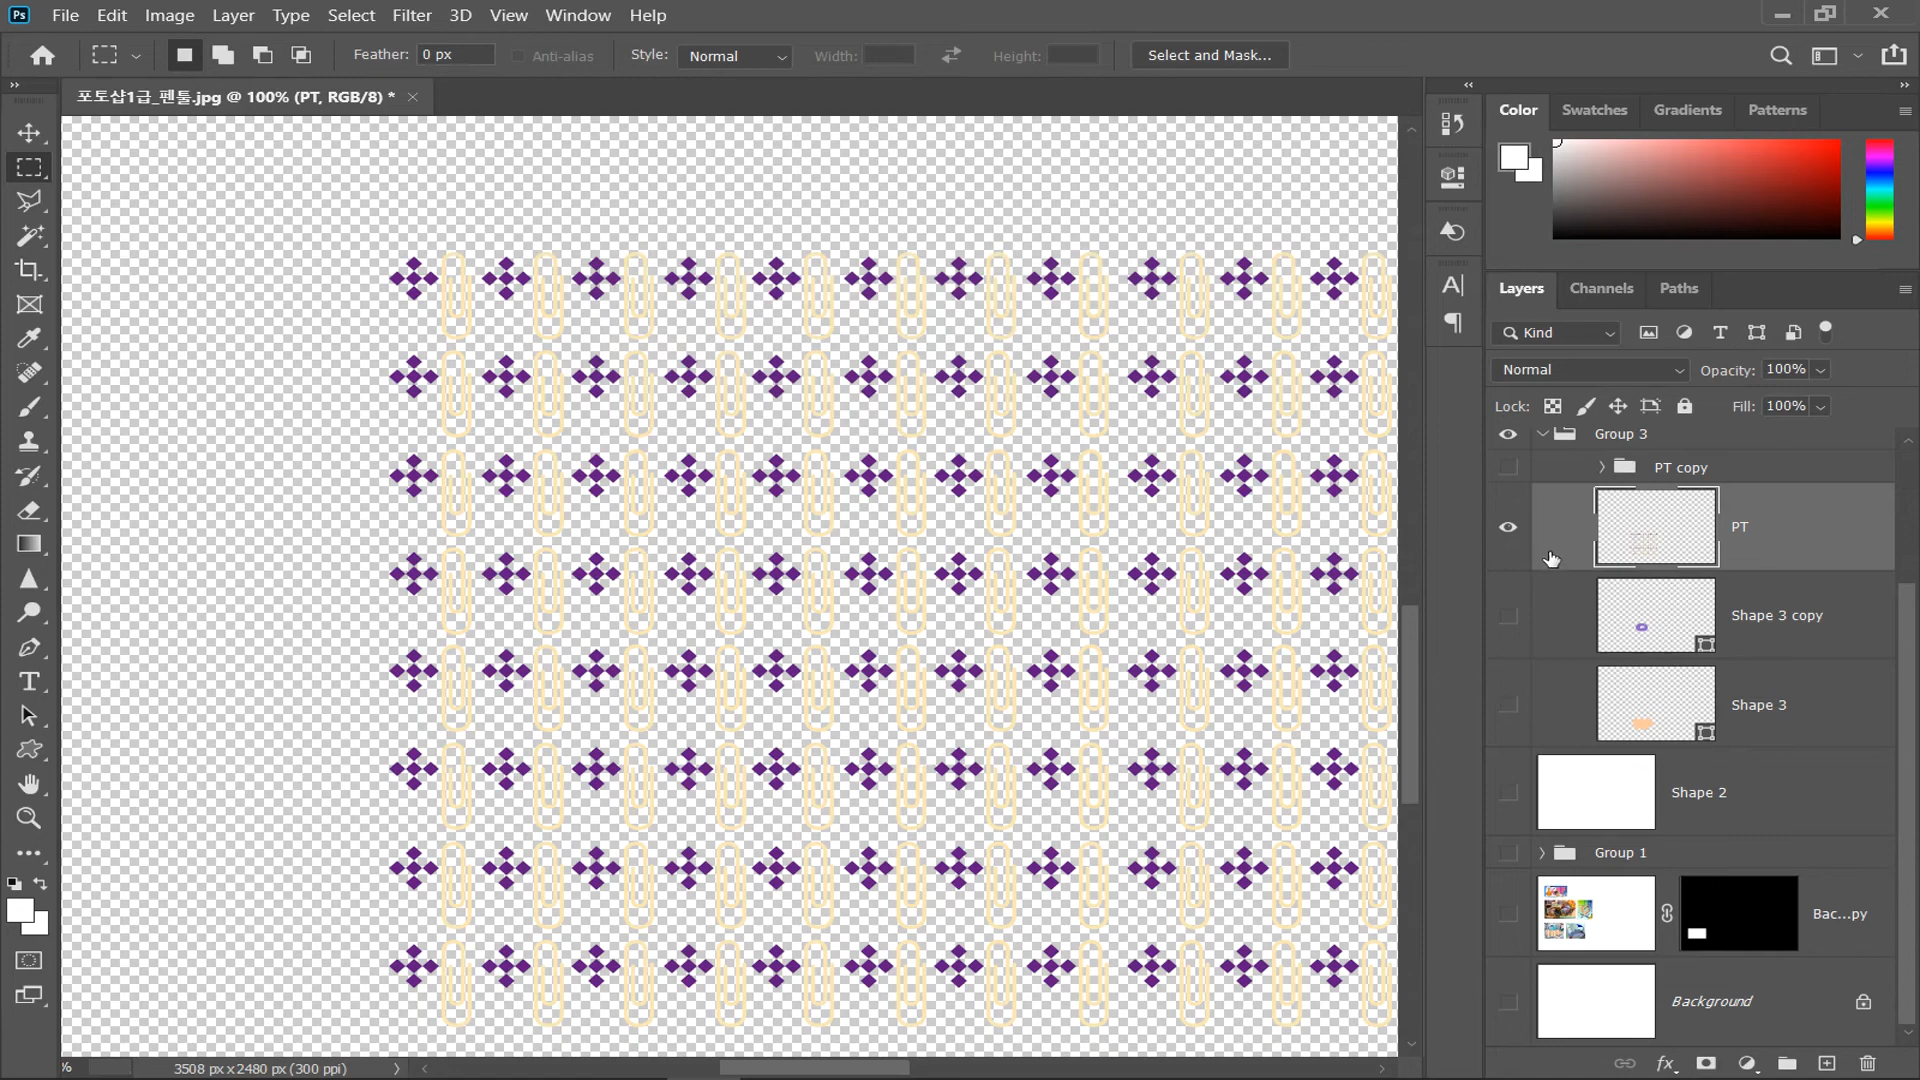 Ps File Edit Image Layer Type Select Filter 3D View Window Help
Feather: 0 px Anti-alias Style: Normal Width: Height: Select and Mask...
포토샵1급_펜툴.jpg @ 100% (PT, RGB/8) *
Color Swatches Gradients Patterns
Layers Channels Paths
Kind
Normal Opacity: 100%
Lock: Fill: 100%
Group 3
PT copy
PT
Shape 3 copy
Shape 3
Shape 2
Group 1
Bac...py
Background
% 3508 px x 2480 px (300 ppi)